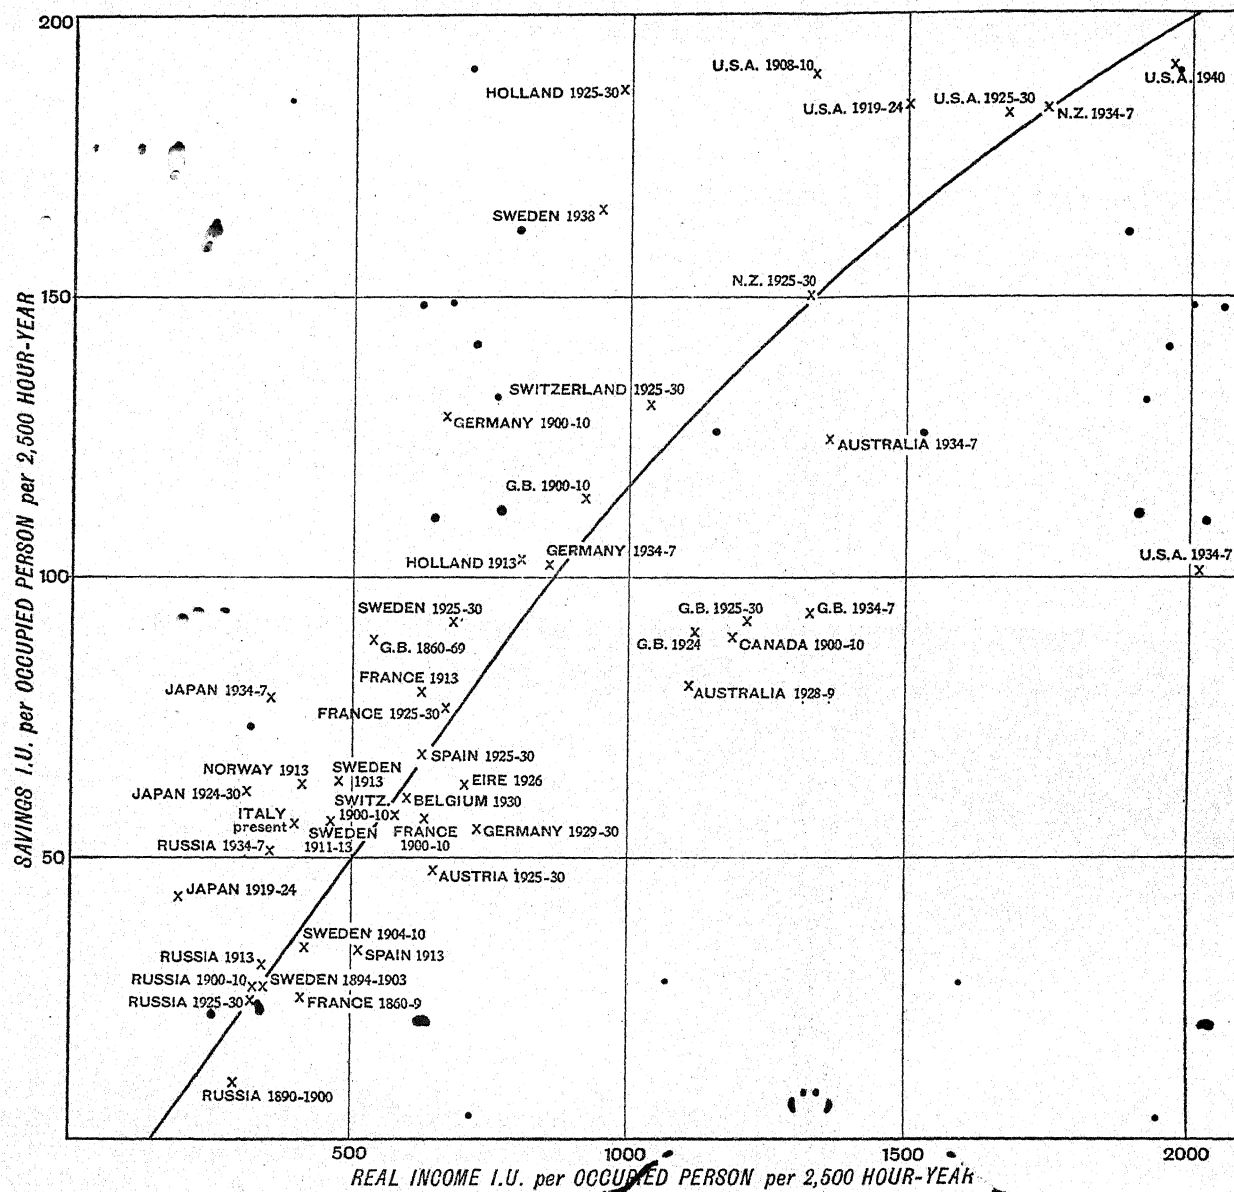 200
U.S.A. 1908-10
HOLLAND 1925-30
U.S.A. 1940
U.S.A. 1919-24
U.S.A. 1925-30
N.Z. 1934-7
SWEDEN 1938
N.Z. 1925-30
150
SWITZERLAND 1925-30
GERMANY 1900-10
AUSTRALIA 1934-7
G.B. 1900-10
GERMANY 1934-7
HOLLAND 1913
U.S.A. 1934-7
100
SWEDEN 1925-30
G.B. 1925-30
G.B. 1934-7
G.B. 1860-69
G.B. 1924
CANADA 1900-10
FRANCE 1913
JAPAN 1934-7
AUSTRALIA 1928-9
FRANCE 1925-30
SPAIN 1925-30
NORWAY 1913
SWEDEN
1913
EIRE 1926
JAPAN 1924-30
SWITZ.
1900-10
BELGIUM 1930
ITALY
present
SWEDEN
1911-13
FRANCE
1900-10
GERMANY 1929-30
RUSSIA 1934-7
50
AUSTRIA 1925-30
JAPAN 1919-24
SWEDEN 1904-10
RUSSIA 1913
SPAIN 1913
RUSSIA 1900-10
SWEDEN 1894-1903
RUSSIA 1925-30
FRANCE 1860-9
RUSSIA 1890-1900
500
1000
1500
2000
REAL INCOME I.U. per OCCUPIED PERSON per 2,500 HOUR-YEAR
SAVINGS I.U. per OCCUPIED PERSON per 2,500 HOUR-YEAR